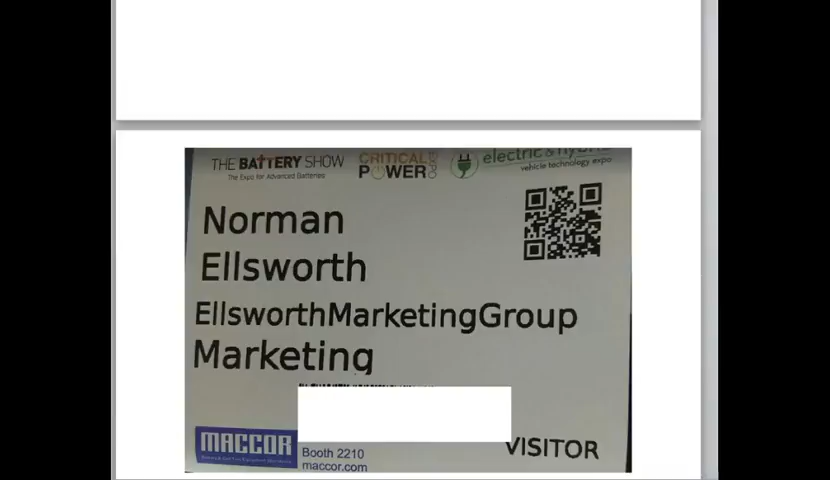 THE BATTERY SHOW
The Expo for Advanced Batteries
CRITICAL
POWER EXPO
electric & hybrid
vehicle technology expo
Norman
Ellsworth
EllsworthMarketingGroup
Marketing
MACCOR
Booth 2210
maccor.com
VISITOR